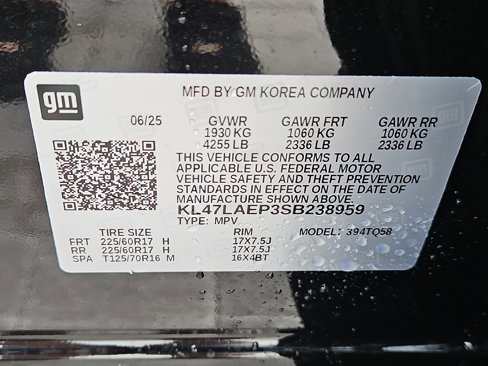 gm
MFD BY GM KOREA COMPANY
06/25 GVWR GAWR FRT GAWR RR
1930 KG 1060 KG 1060 KG
4255 LB 2336 LB 2336 LB
THIS VEHICLE CONFORMS TO ALL
APPLICABLE U.S. FEDERAL MOTOR
VEHICLE SAFETY AND THEFT PREVENTION
STANDARDS IN EFFECT ON THE DATE OF
MANUFACTURE SHOWN ABOVE.
KL47LAEP3SB238959
TYPE: MPV
TIRE SIZE RIM MODEL: 394TQ58
FRT 225/60R17 H 17X7.5J
RR 225/60R17 H 17X7.5J
SPA T125/70R16 M 16X4BT